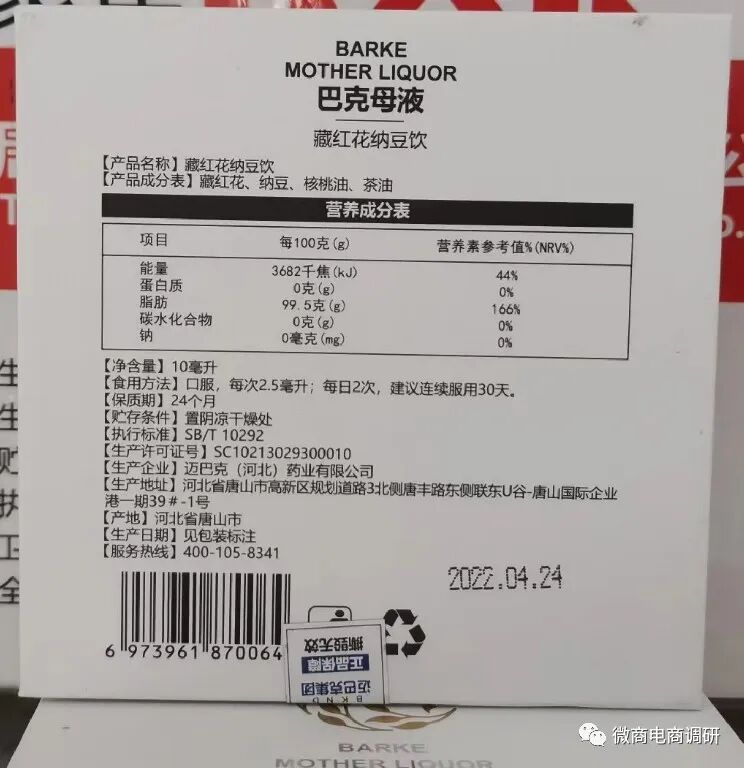 BARKE
MOTHER LIQUOR
巴克母液
藏红花纳豆饮
【产品名称】藏红花纳豆饮
【产品成分表】藏红花、纳豆、核桃油、茶油
营养成分表
项目 每100克(g) 营养素参考值%(NRV%)
能量 3682千焦(kJ) 44%
蛋白质 0克(g) 0%
脂肪 99.5克(g) 166%
碳水化合物 0克(g) 0%
钠 0毫克(mg) 0%
【净含量】10毫升
【食用方法】口服，每次2.5毫升；每日2次，建议连续服用30天。
【保质期】24个月
【贮存条件】置阴凉干燥处
【执行标准】SB/T 10292
【生产许可证号】SC10213029300010
【生产企业】迈巴克（河北）药业有限公司
【生产地址】河北省唐山市高新区规划道路3北侧唐丰路东侧联东U谷-唐山国际企业
港一期39＃-1号
【产地】河北省唐山市
【生产日期】见包装标注
【服务热线】400-105-8341
2022.04.24
6 973961 870064
撕毁无效
正品保障
迈巴克集团
BKND
BARKE
MOTHER LIQUOR
微商电商调研